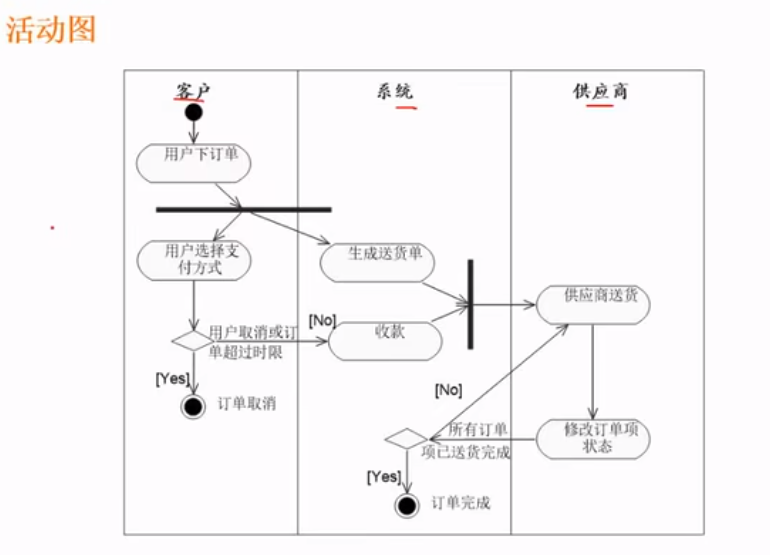 活动图
客户
系统
供应商
用户下订单
用户选择支
付方式
生成送货单
供应商送货
[No]
收款
用户取消或订
单超过时限
[Yes]
订单取消
[No]
所有订单
项已送货完成
修改订单项
状态
[Yes]
订单完成